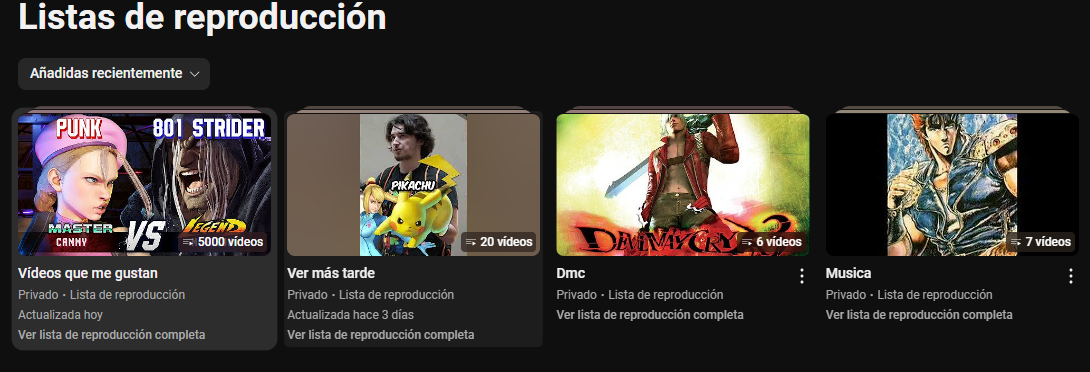 Listas de reproducción
Añadidas recientemente
PUNK
801 STRIDER
MASTER
CAMMY
VS
LEGEND
5000 vídeos
PIKACHU
20 vídeos
DEVIL MAY CRY 3
6 vídeos
7 vídeos
Vídeos que me gustan
Privado · Lista de reproducción
Actualizada hoy
Ver lista de reproducción completa
Ver más tarde
Privado · Lista de reproducción
Actualizada hace 3 días
Ver lista de reproducción completa
Dmc
Privado · Lista de reproducción
Ver lista de reproducción completa
Musica
Privado · Lista de reproducción
Ver lista de reproducción completa